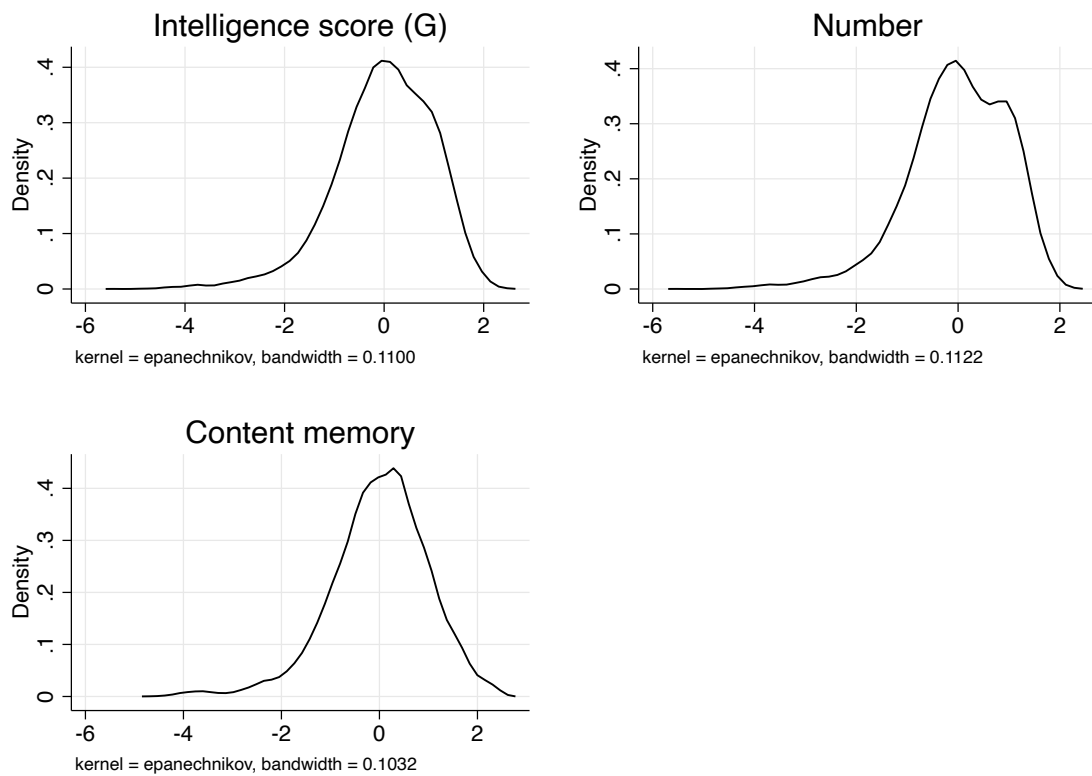 Intelligence score (G)
Density
.4
.3
.2
.1
0
-6 -4 -2 0 2
kernel = epanechnikov, bandwidth = 0.1100
Number
Density
.4
.3
.2
.1
0
-6 -4 -2 0 2
kernel = epanechnikov, bandwidth = 0.1122
Content memory
Density
.4
.3
.2
.1
0
-6 -4 -2 0 2
kernel = epanechnikov, bandwidth = 0.1032